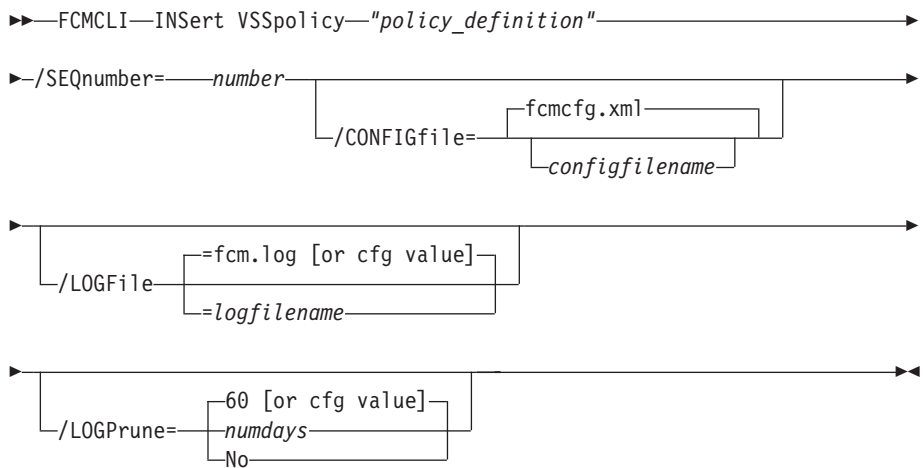 FCMCLI INSert VSSpolicy "policy_definition"
/SEQnumber= number
fcmcfg.xml
/CONFIGfile=
configfilename
=fcm.log [or cfg value]
/LOGFile
=logfilename
60 [or cfg value]
/LOGPrune= numdays
No